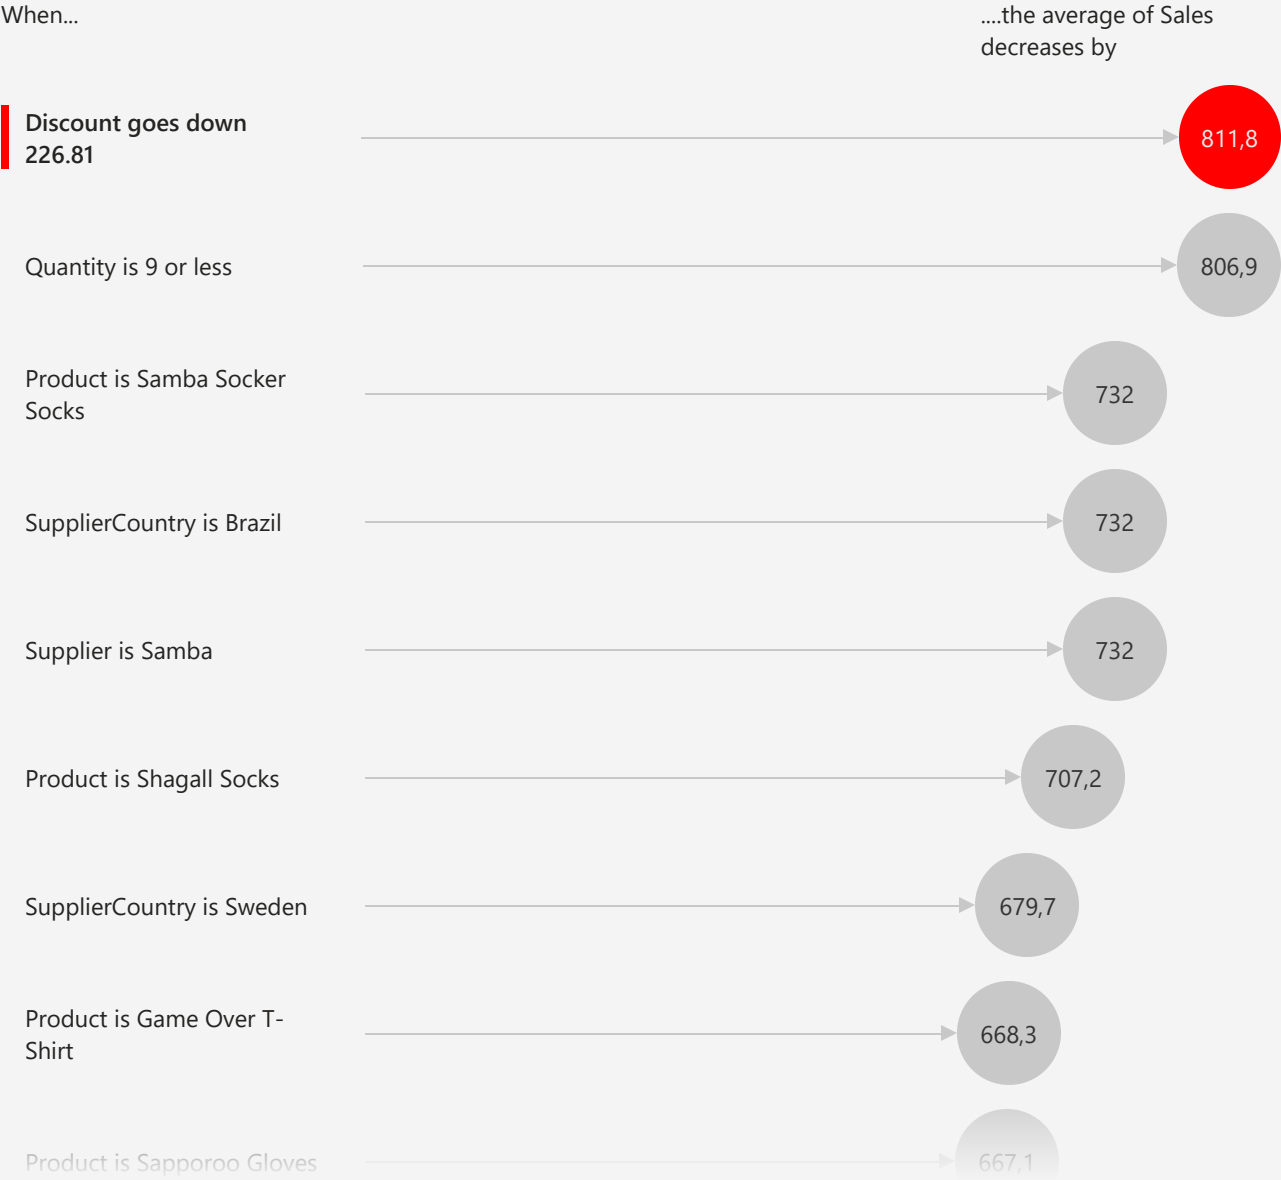 When...
....the average of Sales
decreases by
Discount goes down
226.81
811,8
Quantity is 9 or less
806,9
Product is Samba Socker
Socks
732
SupplierCountry is Brazil
732
Supplier is Samba
732
Product is Shagall Socks
707,2
SupplierCountry is Sweden
679,7
Product is Game Over T-
Shirt
668,3
Product is Sapporoo Gloves
667,1